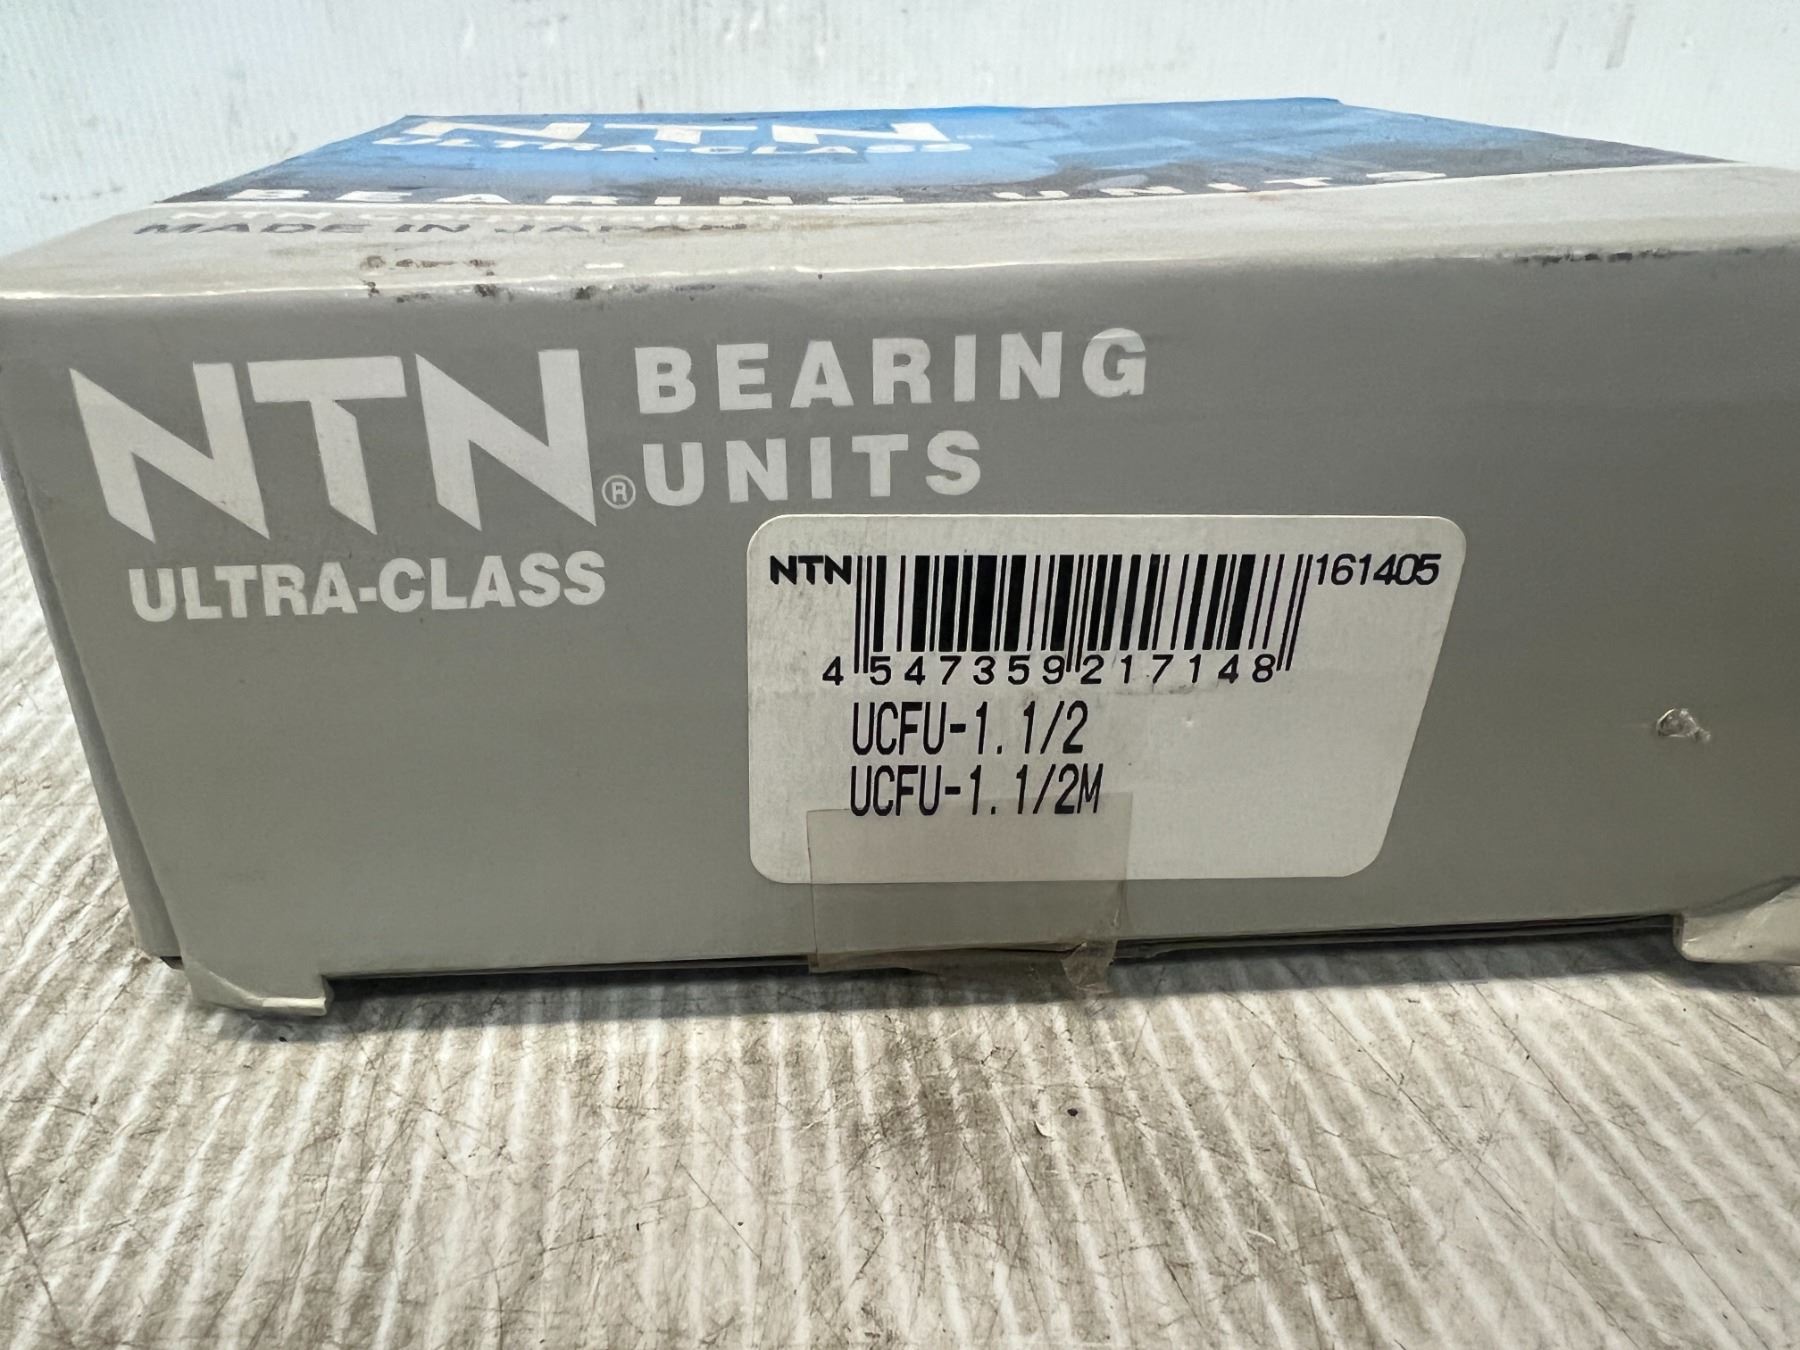 NTN
ULTRA-CLASS
BEARING UNITS
NTN CORPORATION
MADE IN JAPAN
NTN®
BEARING
UNITS
ULTRA-CLASS
NTN 161405
4 547359 217148
UCFU-1. 1/2
UCFU-1. 1/2M